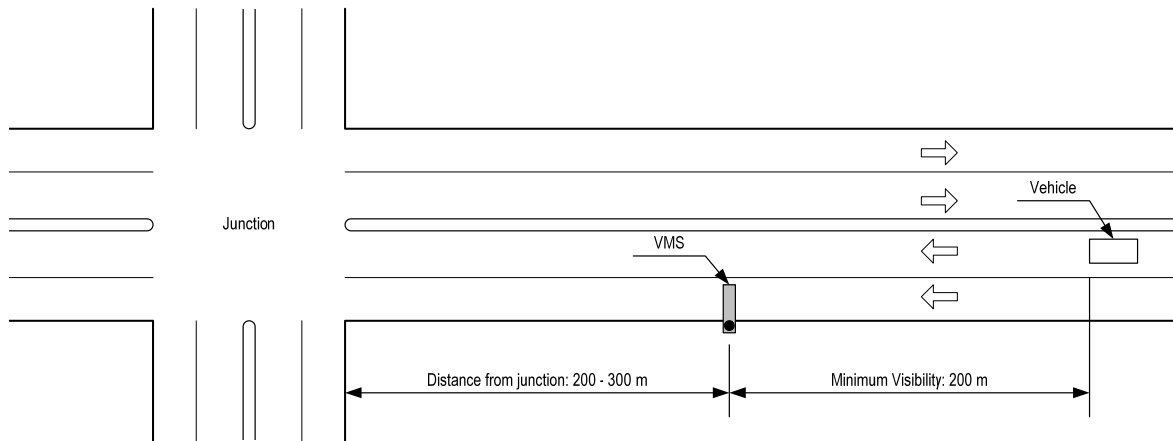 Vehicle
Junction
VMS
Distance from junction: 200 - 300 m
Minimum Visibility: 200 m